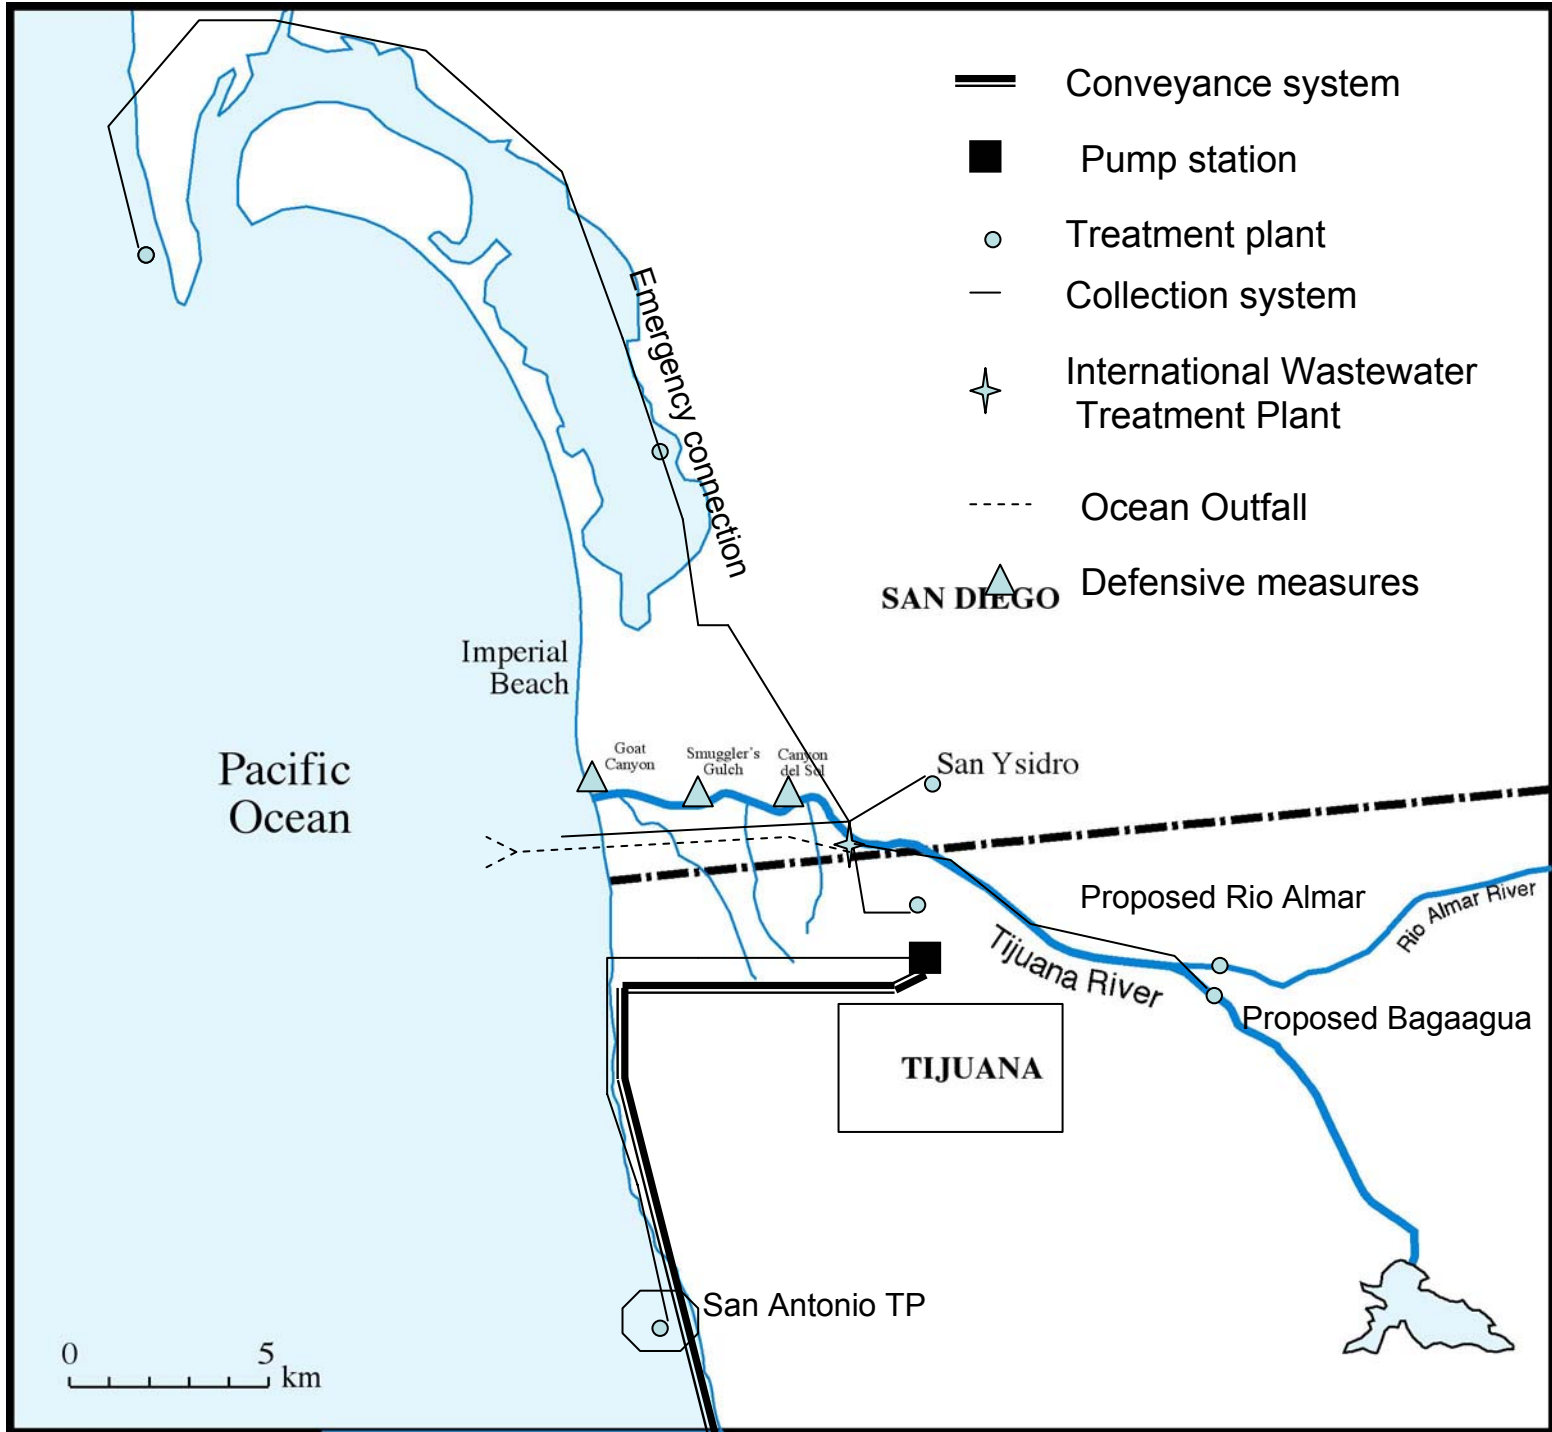 Conveyance system
Pump station
Treatment plant
Collection system
International Wastewater
Treatment Plant
Ocean Outfall
Defensive measures
Emergency connection
SAN DIEGO
Imperial
Beach
Goat
Canyon
Smuggler's
Gulch
Canyon
del Sol
San Ysidro
Pacific
Ocean
Proposed Rio Almar
Rio Almar River
Tijuana River
Proposed Bagaagua
TIJUANA
San Antonio TP
0 5
km